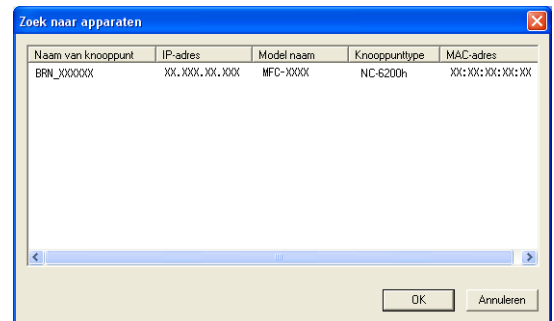 Zoek naar apparaten
Naam van knooppunt IP-adres Model naam Knooppunttype MAC-adres
BRN_XXXXXX XX.XXX.XX.XXX MFC-XXXX NC-6200h XX:XX:XX:XX:XX
OK Annuleren